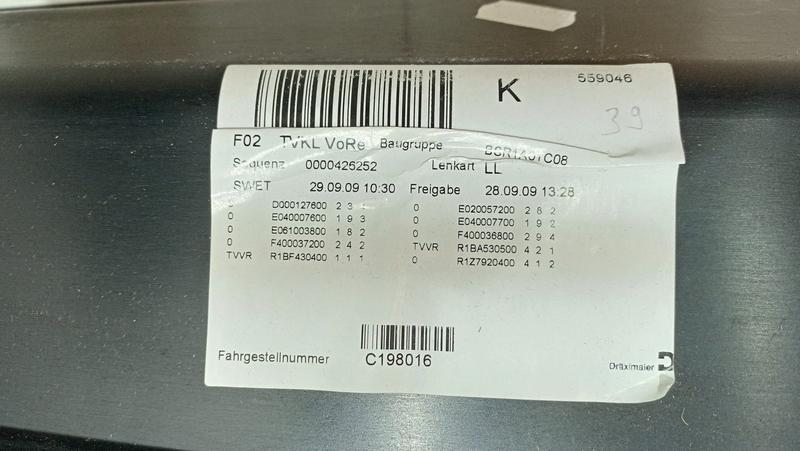 K 559046
39
F02 TVKL VoRe Baugruppe
Sequenz 0000426252 Lenkart LL
SWET 29.09.09 10:30 Freigabe 28.09.09 13:28
D000127600 2 3 0 E020057200 2 8 2
0 E040007600 1 9 3 0 E040007700 1 9 2
0 E061003800 1 8 2 0 F400036800 2 9 4
0 F400037200 2 4 2 TVVR R1BA530500 4 2 1
TVVR R1BF430400 1 1 1 0 R1Z7920400 4 1 2
Fahrgestellnummer C198016
Dräxlmaier